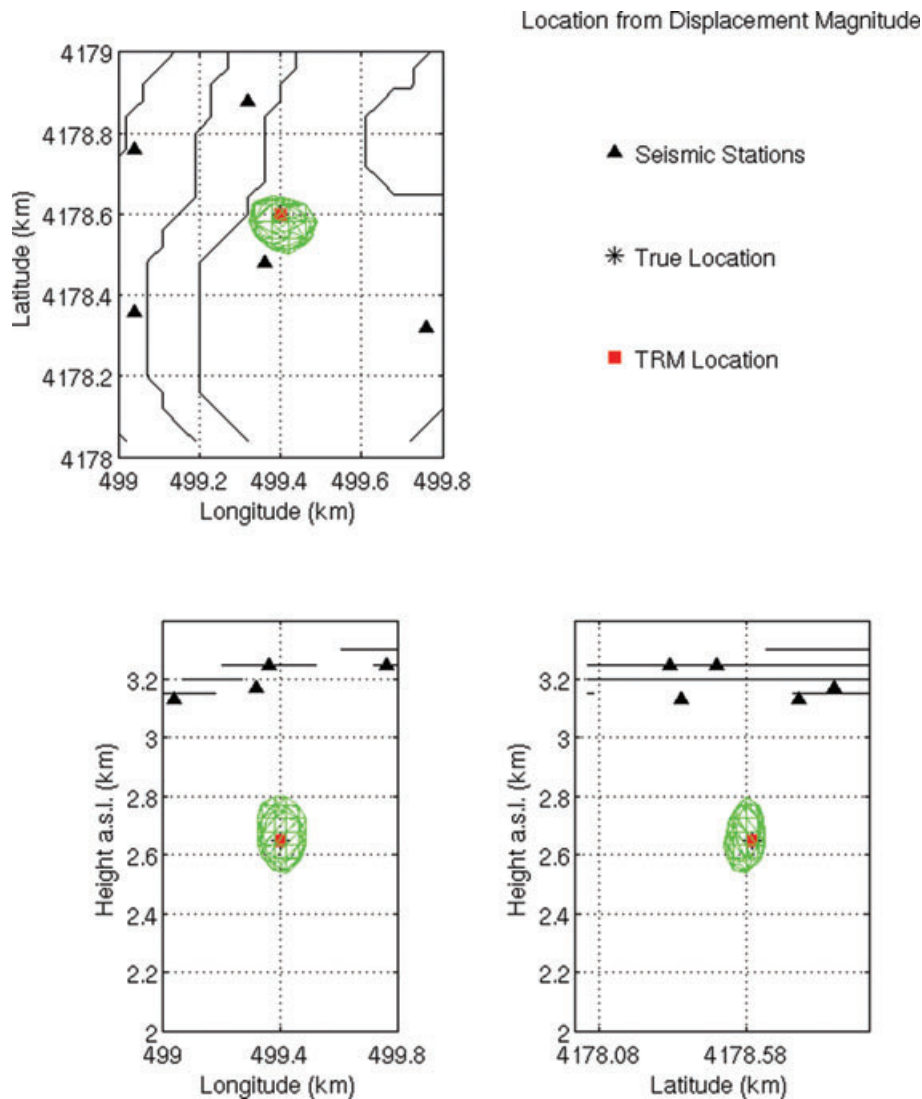 Location from Displacement Magnitude
4179
4178.8
4178.6
4178.4
4178.2
4178
Latitude (km)
499 499.2 499.4 499.6 499.8
Longitude (km)
Seismic Stations
True Location
TRM Location
3.2
3
2.8
2.6
2.4
2.2
2
Height a.s.l. (km)
499 499.4 499.8
Longitude (km)
3.2
3
2.8
2.6
2.4
2.2
2
Height a.s.l. (km)
4178.08 4178.58
Latitude (km)